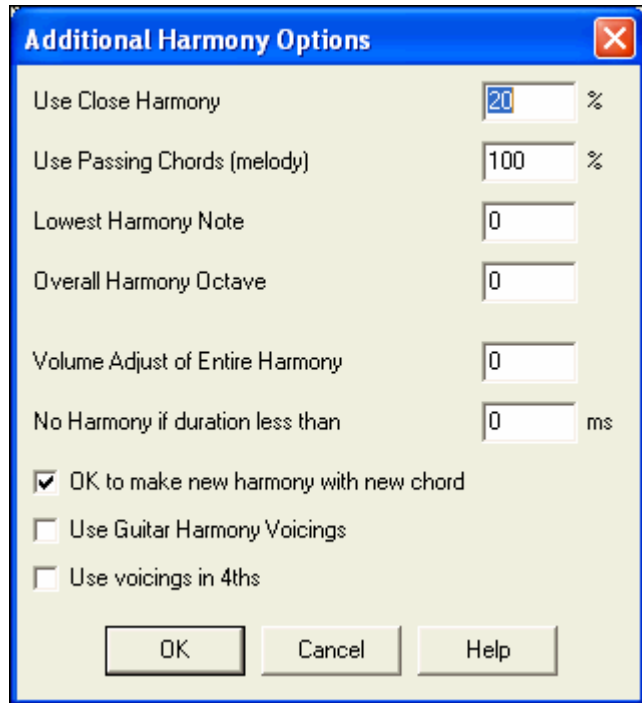 Additional Harmony Options
Use Close Harmony 20 %
Use Passing Chords (melody) 100 %
Lowest Harmony Note 0
Overall Harmony Octave 0
Volume Adjust of Entire Harmony 0
No Harmony if duration less than 0 ms
OK to make new harmony with new chord
Use Guitar Harmony Voicings
Use voicings in 4ths
OK Cancel Help